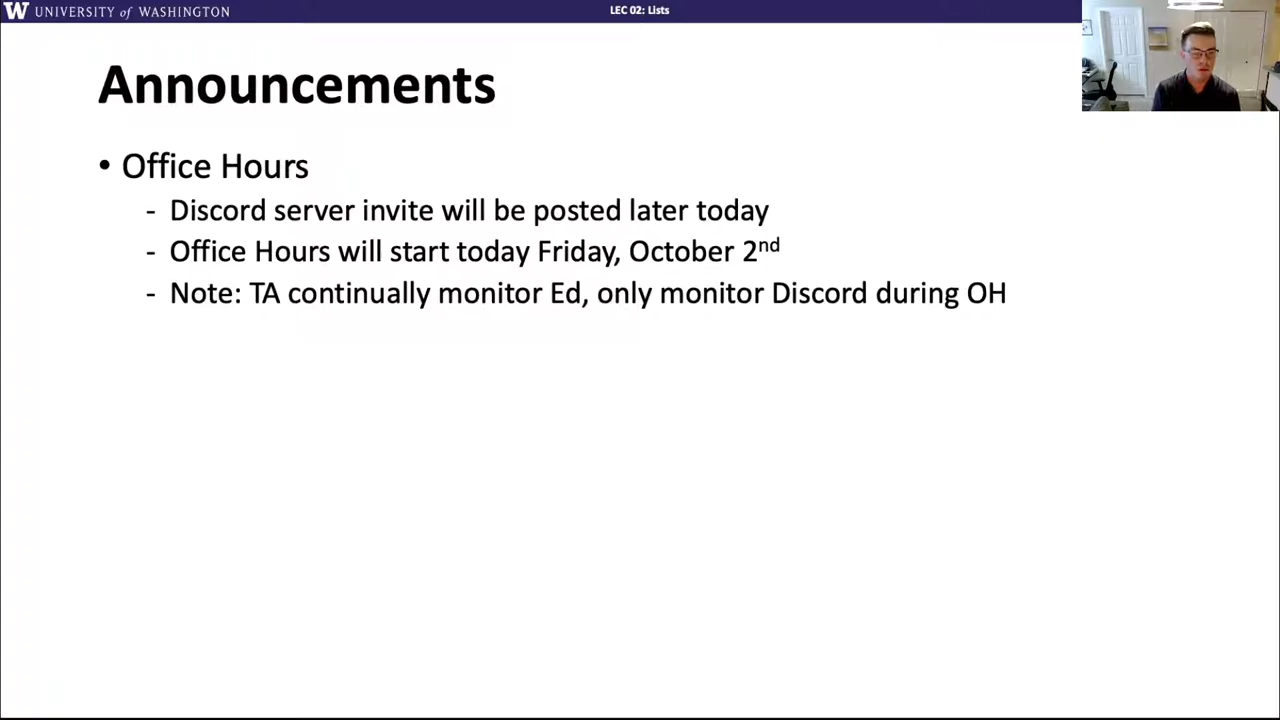 W UNIVERSITY of WASHINGTON
LEC 02: Lists
Announcements
• Office Hours
- Discord server invite will be posted later today
- Office Hours will start today Friday, October 2nd
- Note: TA continually monitor Ed, only monitor Discord during OH